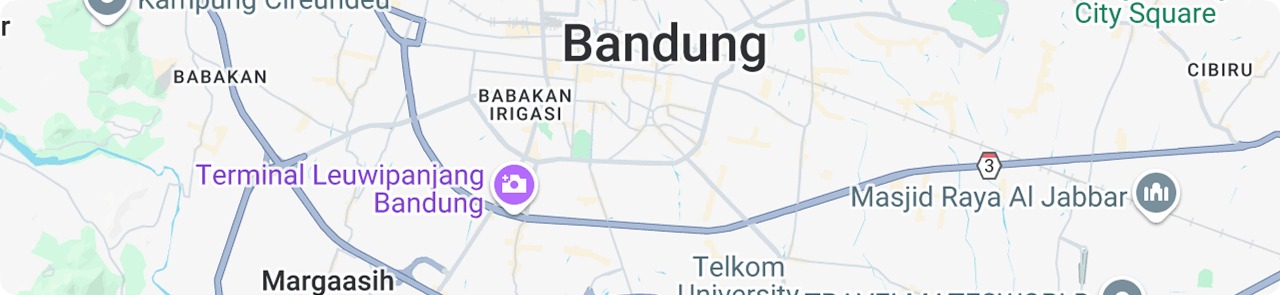 Kampung Cireundeu
r
City Square
Bandung
BABAKAN
CIBIRU
BABAKAN
IRIGASI
3
Terminal Leuwipanjang
Bandung
Masjid Raya Al Jabbar
Telkom
University
Margaasih